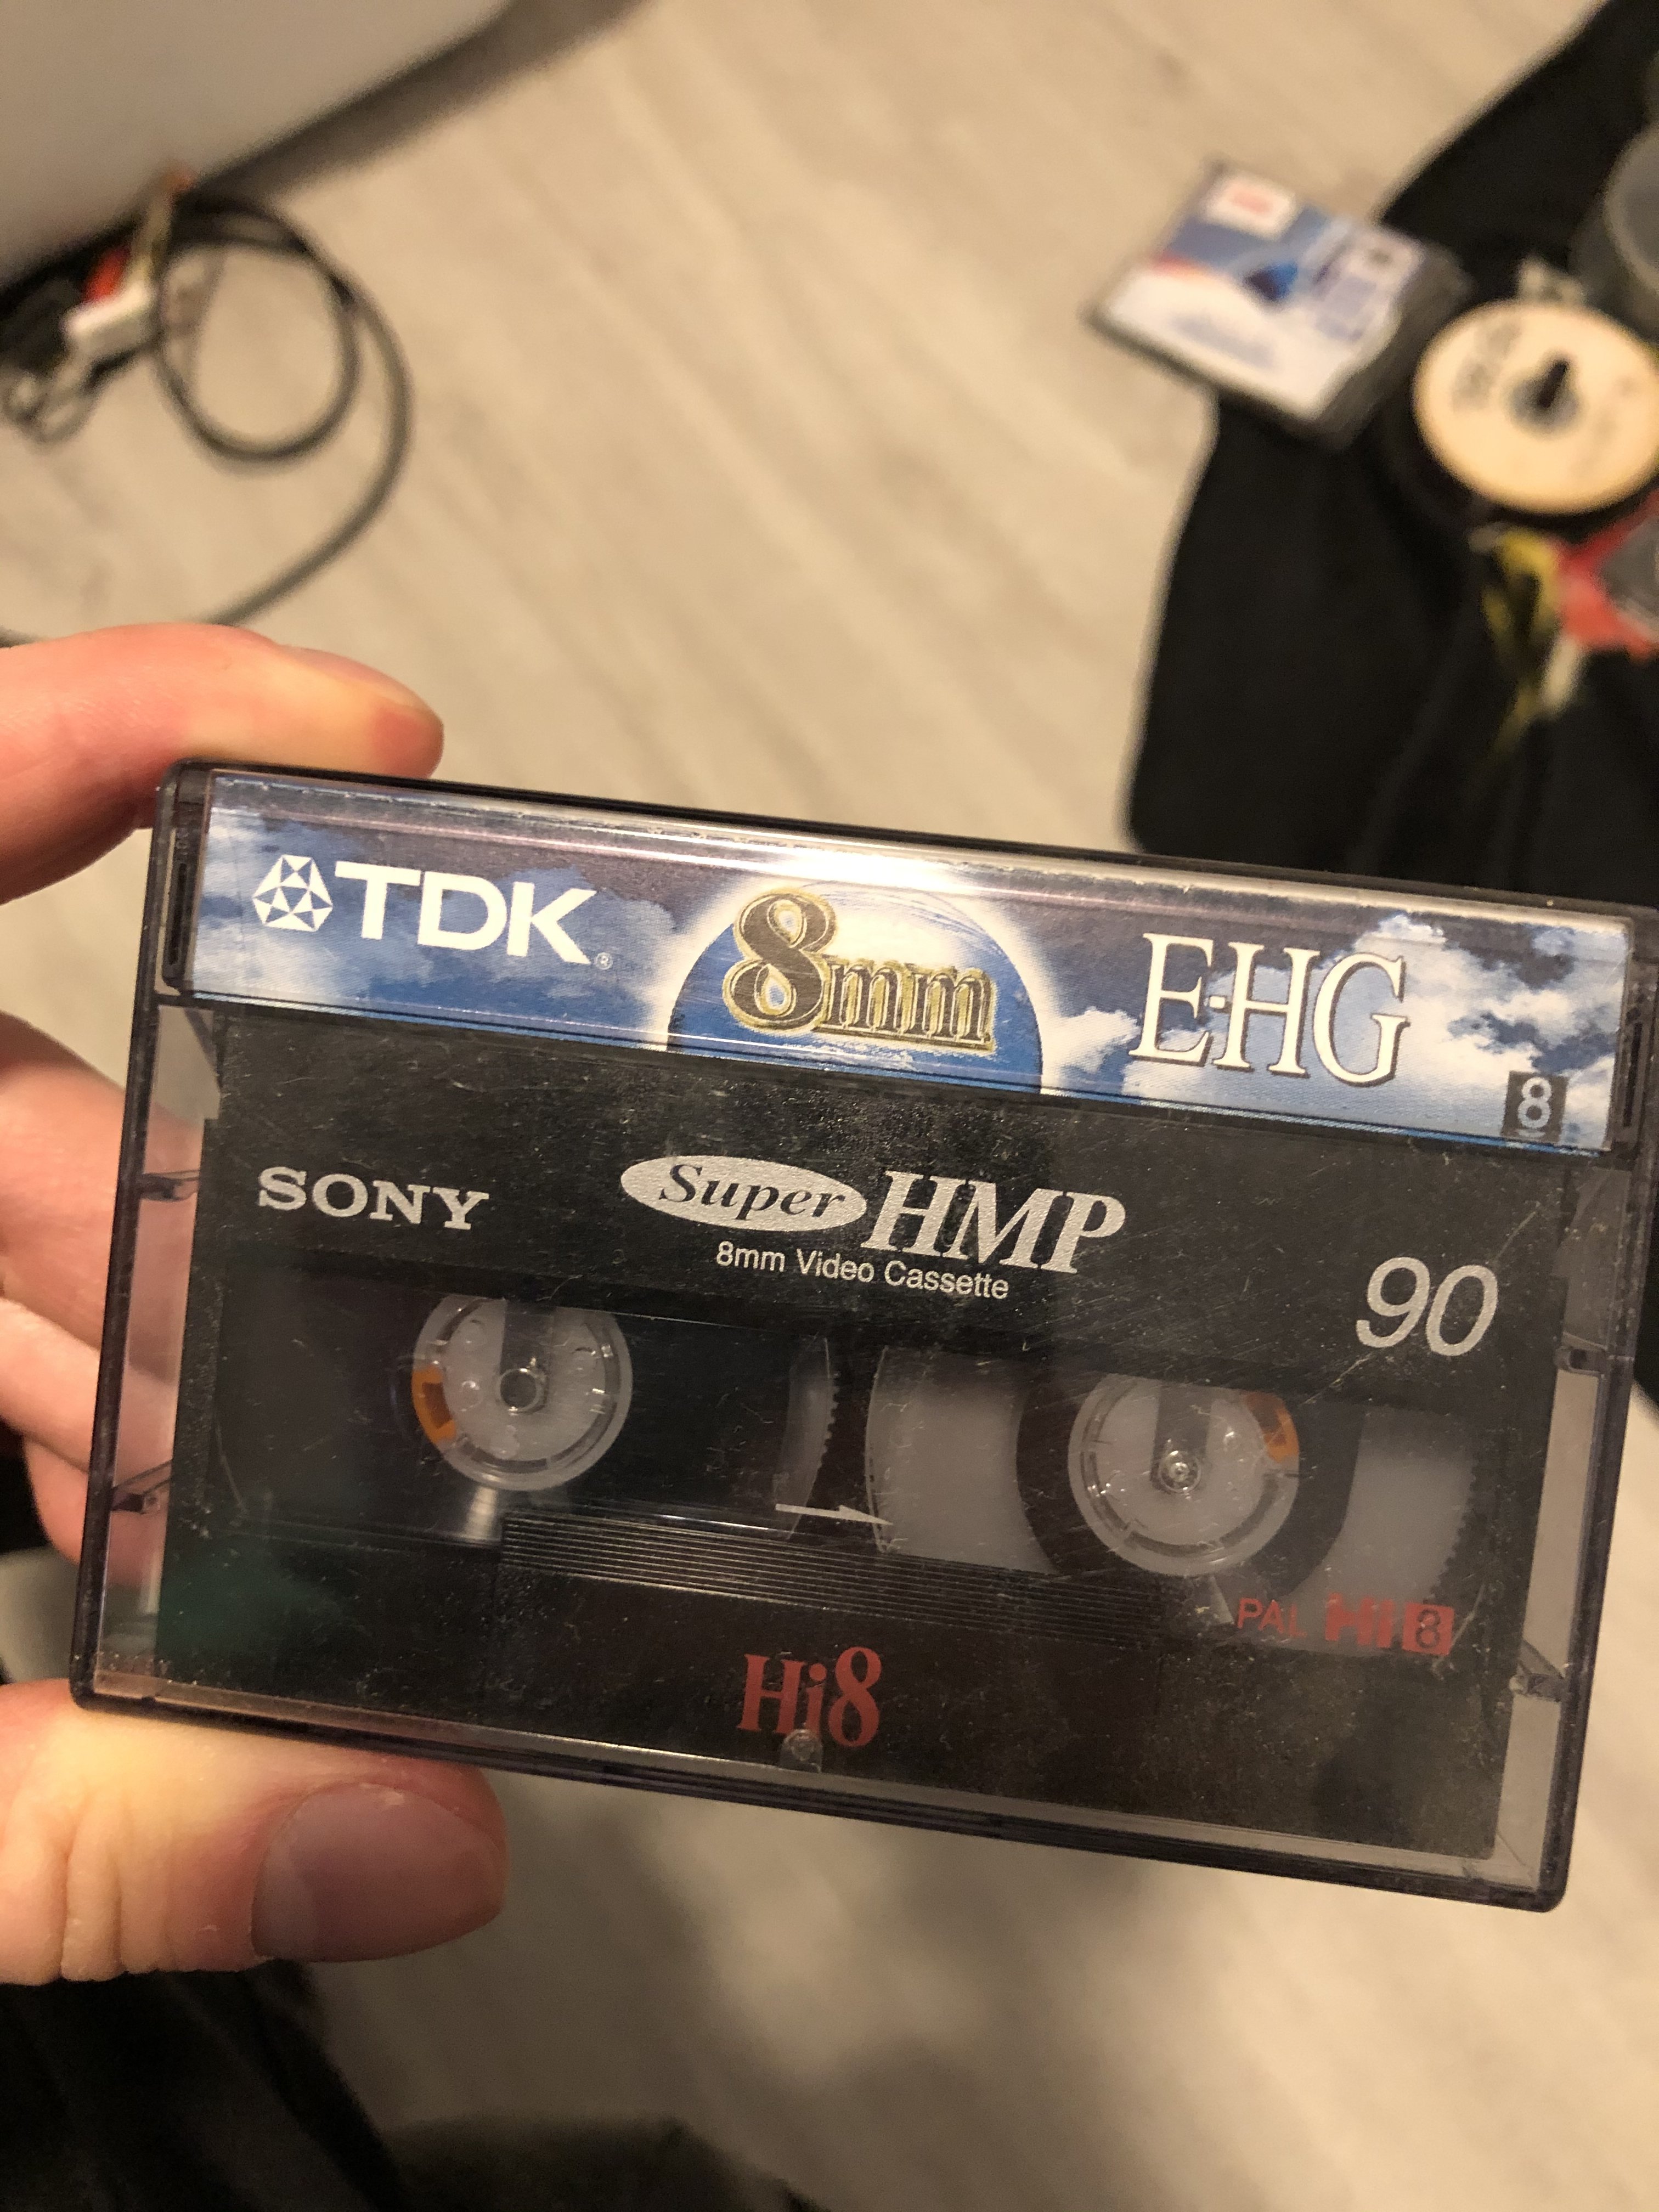 TDK®
8mm
E-HG
8
SONY
Super HMP
8mm Video Cassette
90
PAL Hi8
Hi8